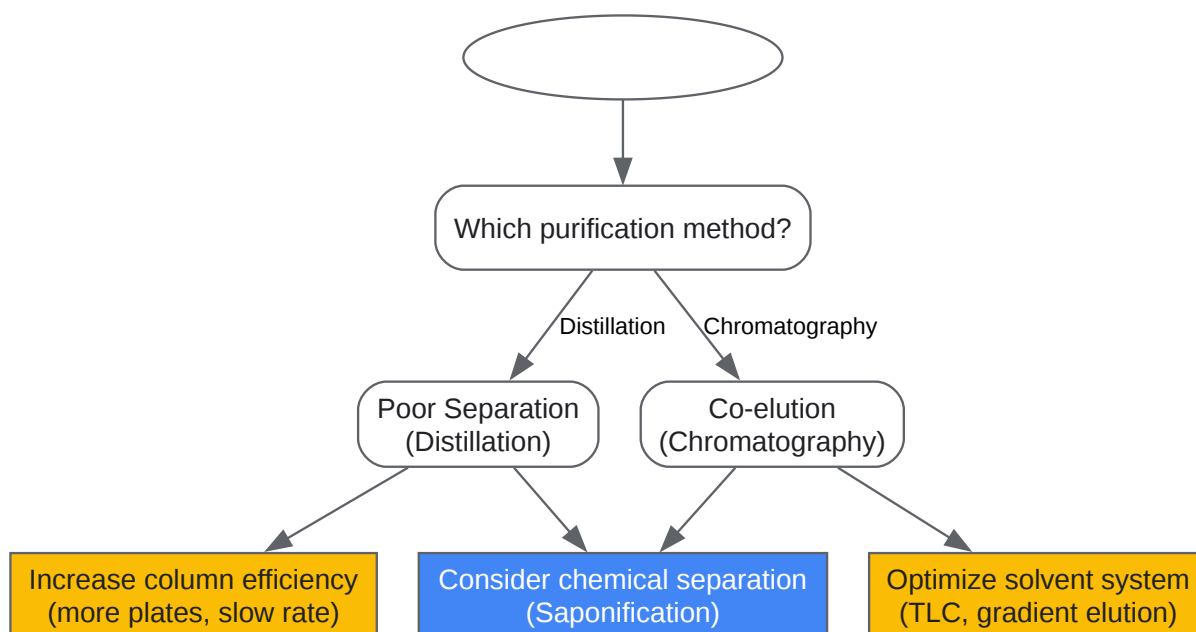 Which purification method?
Distillation
Chromatography
Poor Separation
(Distillation)
Co-elution
(Chromatography)
Increase column efficiency
(more plates, slow rate)
Consider chemical separation
(Saponification)
Optimize solvent system
(TLC, gradient elution)